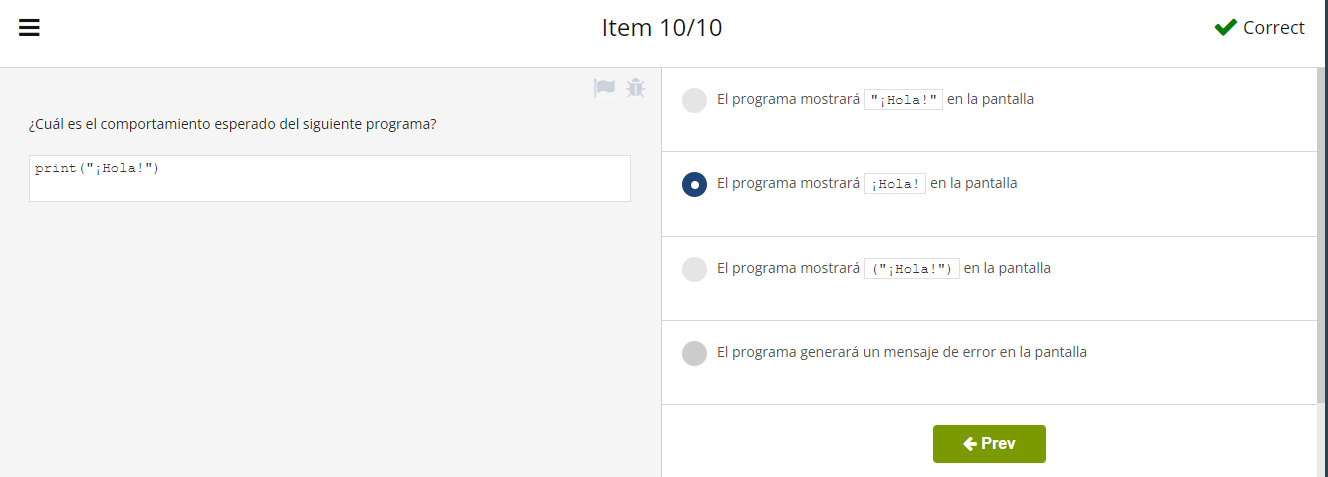 Item 10/10
Correct
¿Cuál es el comportamiento esperado del siguiente programa?
print("¡Hola!")
El programa mostrará "¡Hola!" en la pantalla
El programa mostrará ¡Hola! en la pantalla
El programa mostrará ("¡Hola!") en la pantalla
El programa generará un mensaje de error en la pantalla
Prev